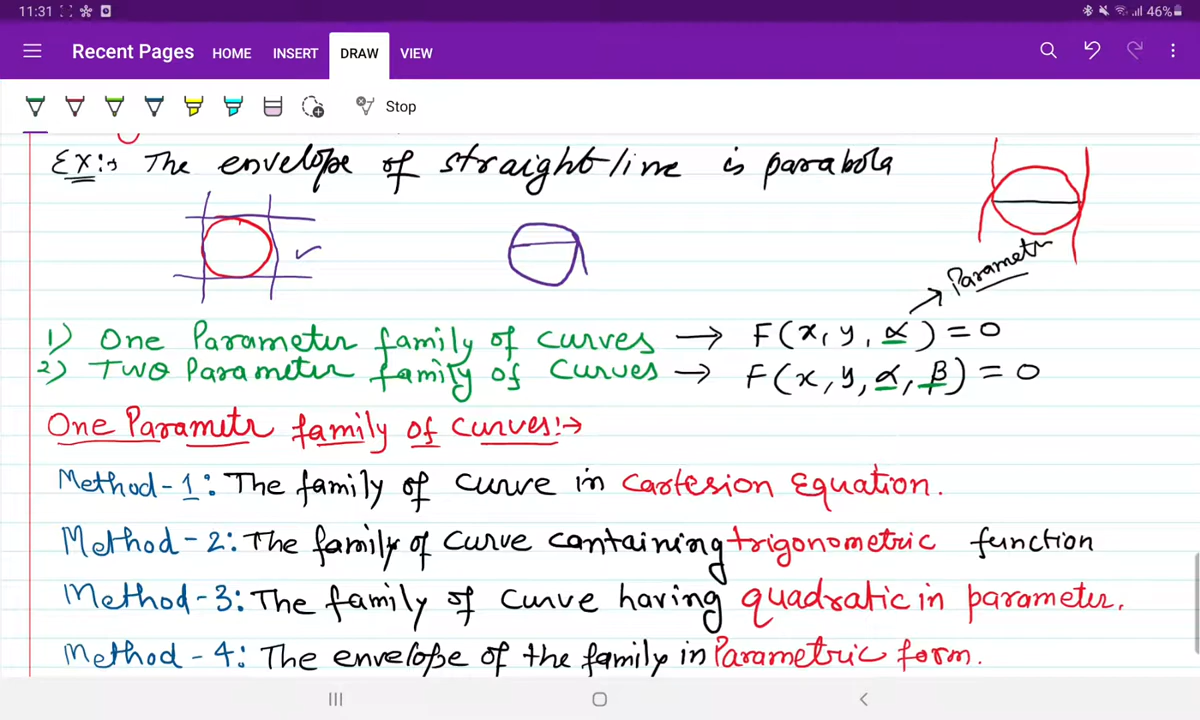 11:31 46%
Recent Pages HOME INSERT DRAW VIEW
Stop
Ex:→ The envelope of straight line is parabola
Parametr
1) One Parameter family of curves → F(x, y, α) = 0
2) Two Parameter family of Curves → F(x, y, α, β) = 0
One Parametr family of curves:→
Method-1: The family of curve in Cartesion Equation.
Method-2: The family of curve containing trigonometric function
Method-3: The family of curve having quadratic in parameter.
Method-4: The envelope of the family in Parametric form.